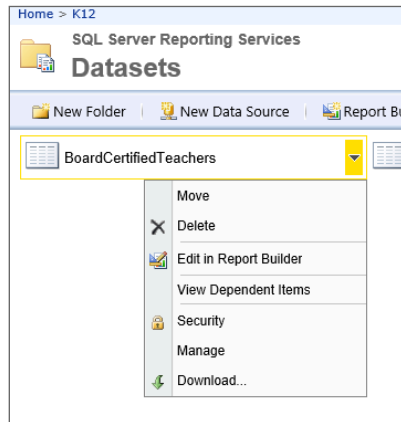 Home > K12
SQL Server Reporting Services
Datasets
New Folder New Data Source Report Bu
BoardCertifiedTeachers
Move
Delete
Edit in Report Builder
View Dependent Items
Security
Manage
Download...